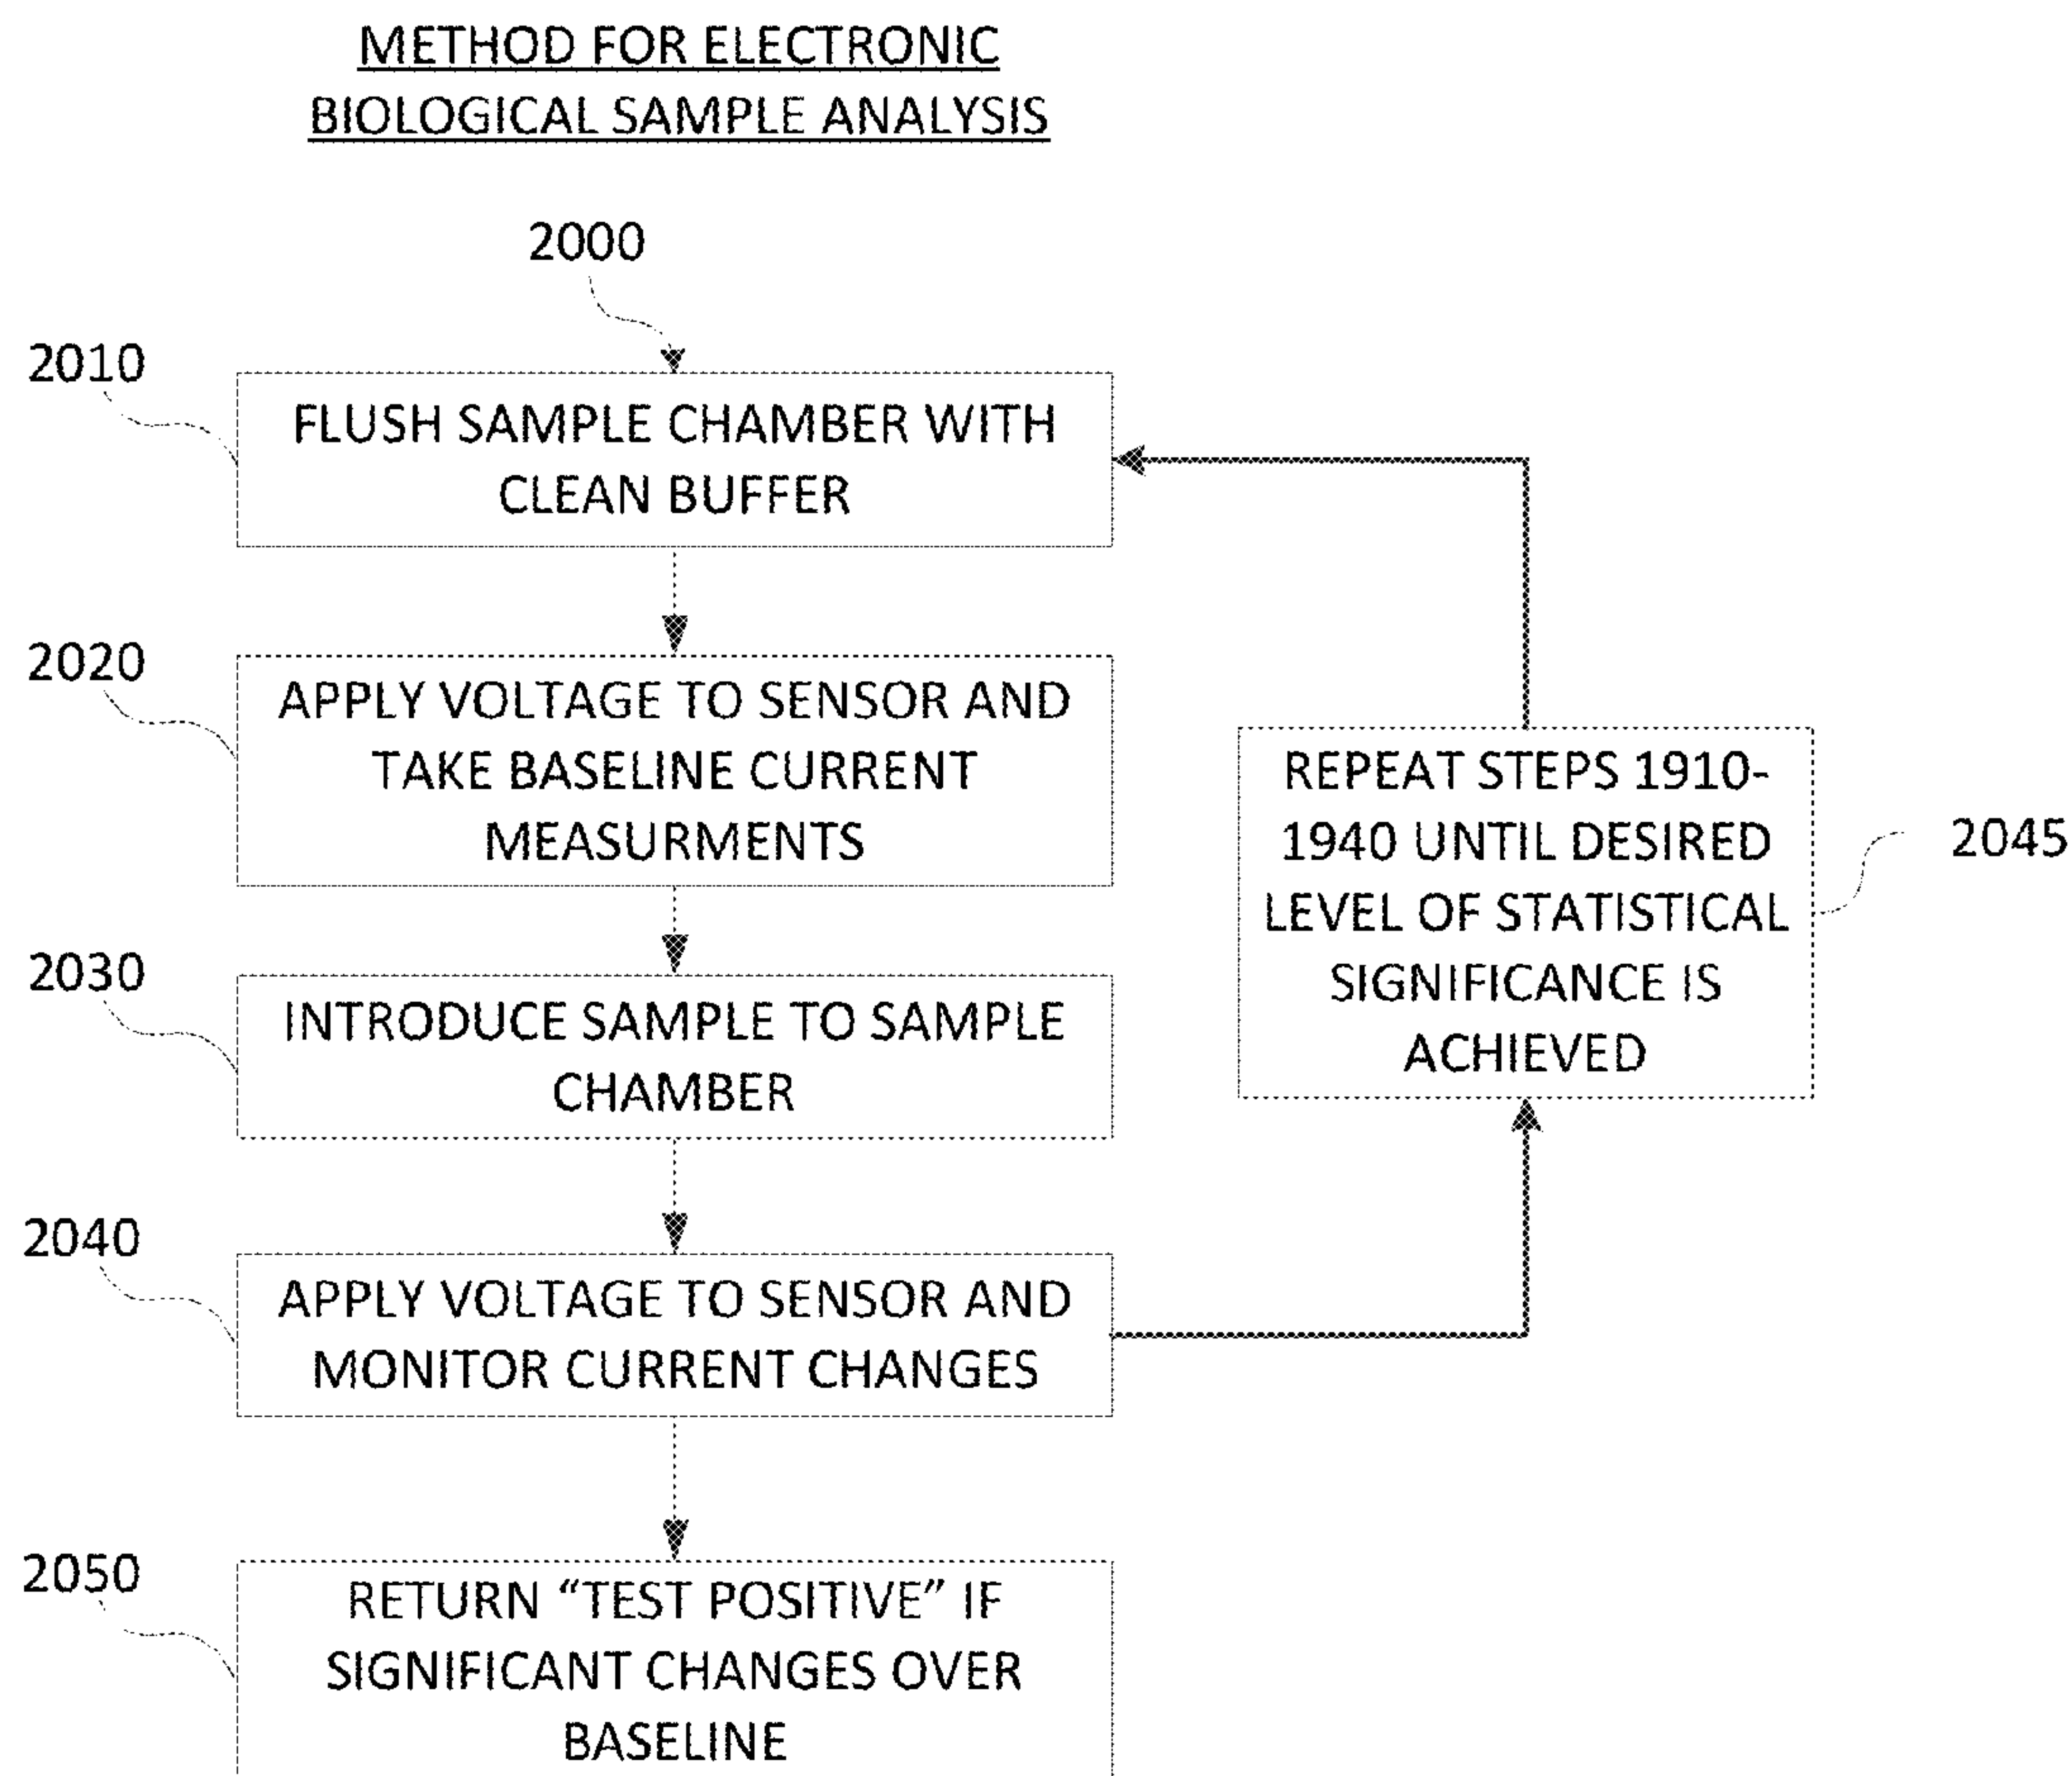 METHOD FOR ELECTRONIC
BIOLOGICAL SAMPLE ANALYSIS
2000
2010
FLUSH SAMPLE CHAMBER WITH
CLEAN BUFFER
2020
APPLY VOLTAGE TO SENSOR AND
TAKE BASELINE CURRENT
MEASURMENTS
REPEAT STEPS 1910-
1940 UNTIL DESIRED
LEVEL OF STATISTICAL
SIGNIFICANCE IS
ACHIEVED
2045
2030
INTRODUCE SAMPLE TO SAMPLE
CHAMBER
2040
APPLY VOLTAGE TO SENSOR AND
MONITOR CURRENT CHANGES
2050
RETURN “TEST POSITIVE” IF
SIGNIFICANT CHANGES OVER
BASELINE